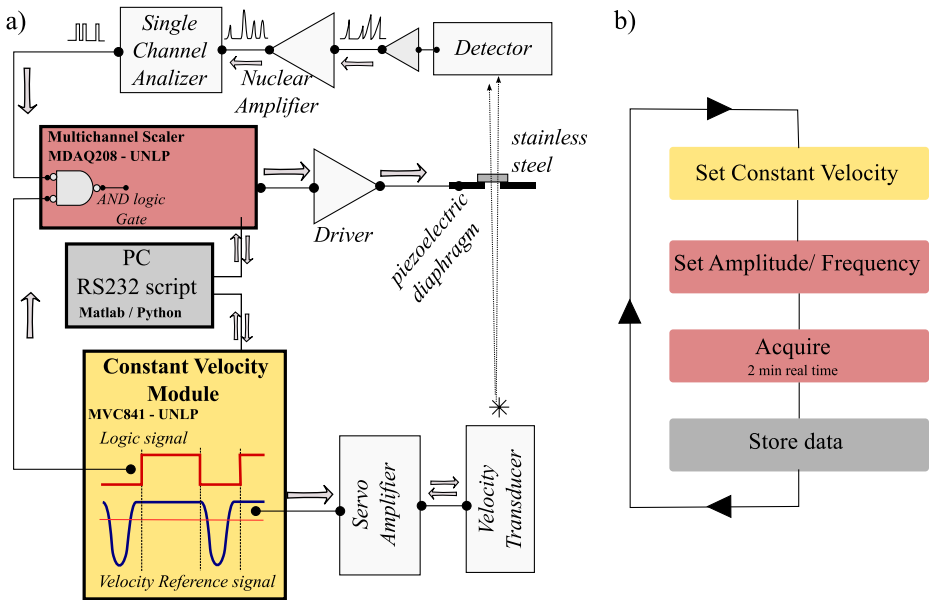 a)
Single
Channel
Analizer
Nuclear
Amplifier
Detector
stainless
steel
Multichannel Scaler
MDAQ208 - UNLP
AND logic
Gate
Driver
piezoelectric
diaphragm
PC
RS232 script
Matlab / Python
Constant Velocity
Module
MVC841 - UNLP
Logic signal
Velocity Reference signal
Servo
Amplifier
Velocity
Transducer
b)
Set Constant Velocity
Set Amplitude/ Frequency
Acquire
2 min real time
Store data